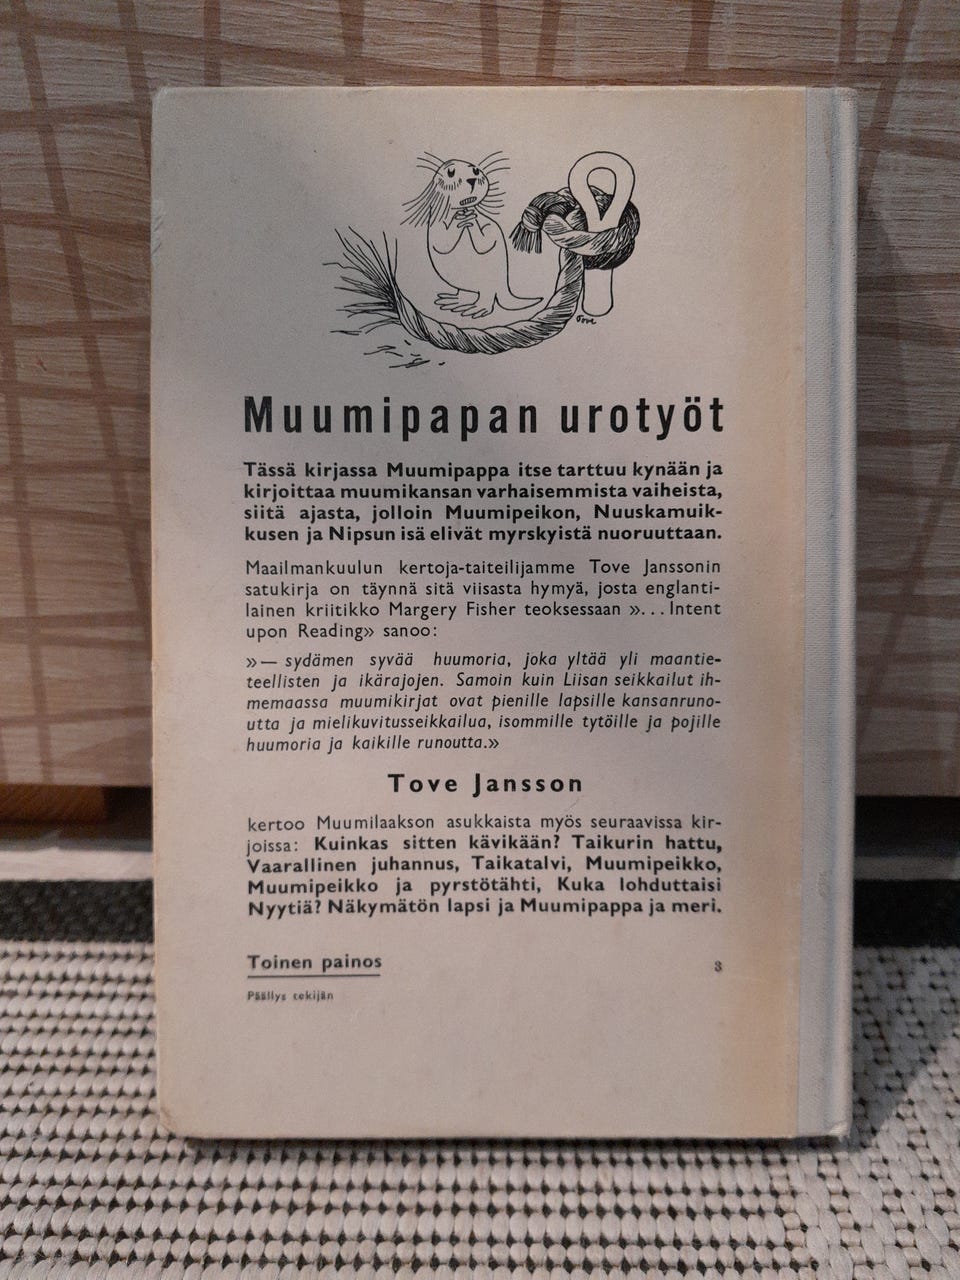 Tove
Muumipapan urotyöt
Tässä kirjassa Muumipappa itse tarttuu kynään ja
kirjoittaa muumikansan varhaisemmista vaiheista,
siitä ajasta, jolloin Muumipeikon, Nuuskamuik-
kusen ja Nipsun isä elivät myrskyistä nuoruuttaan.
Maailmankuulun kertoja-taiteilijamme Tove Janssonin
satukirja on täynnä sitä viisasta hymyä, josta englanti-
lainen kriitikko Margery Fisher teoksessaan »...Intent
upon Reading» sanoo:
»— sydämen syvää huumoria, joka yltää yli maantie-
teellisten ja ikärajojen. Samoin kuin Liisan seikkailut ih-
memaassa muumikirjat ovat pienille lapsille kansanruno-
utta ja mielikuvitusseikkailua, isommille tytöille ja pojille
huumoria ja kaikille runoutta.»
Tove Jansson
kertoo Muumilaakson asukkaista myös seuraavissa kir-
joissa: Kuinkas sitten kävikään? Taikurin hattu,
Vaarallinen juhannus, Taikatalvi, Muumipeikko,
Muumipeikko ja pyrstötähti, Kuka lohduttaisi
Nyytiä? Näkymätön lapsi ja Muumipappa ja meri.
Toinen painos
3
Päällys tekijän